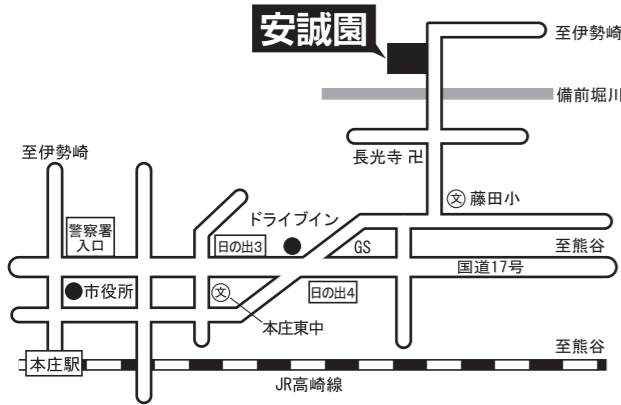 安誠園
至伊勢崎
備前堀川
長光寺 卍
至伊勢崎
文 藤田小
ドライブイン
警察署
入口
日の出3
GS
至熊谷
国道17号
市役所
文
日の出4
本庄東中
至熊谷
本庄駅
JR高崎線